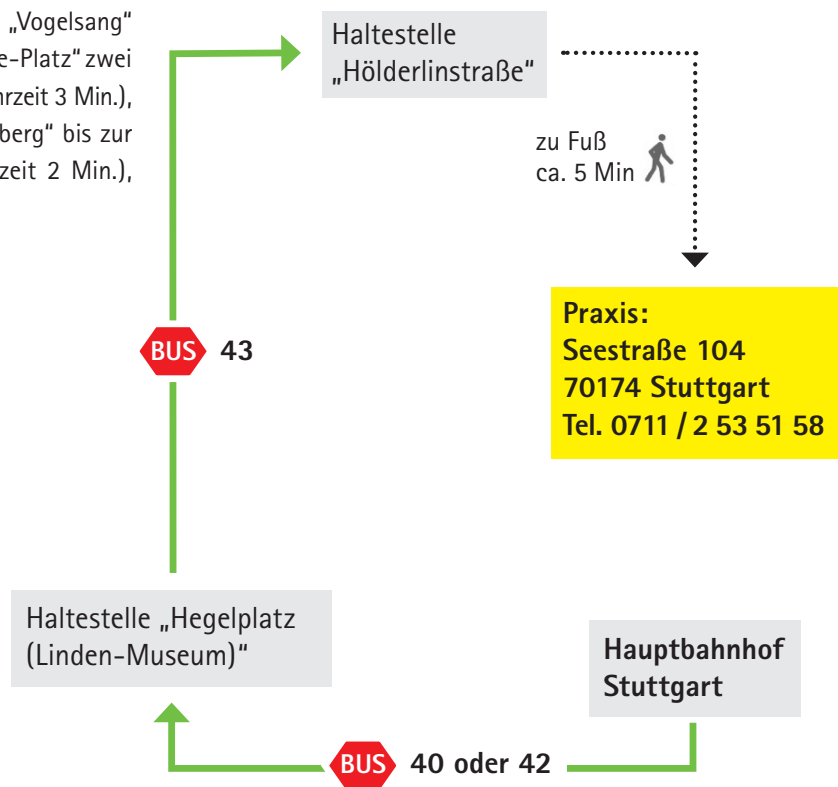 „Vogelsang"
e-Platz" zwei
hrzeit 3 Min.),
berg" bis zur
zeit 2 Min.),
Haltestelle
„Hölderlinstraße"
zu Fuß
ca. 5 Min
Praxis:
Seestraße 104
70174 Stuttgart
Tel. 0711 / 2 53 51 58
BUS 43
Haltestelle „Hegelplatz
(Linden-Museum)"
Hauptbahnhof
Stuttgart
BUS 40 oder 42